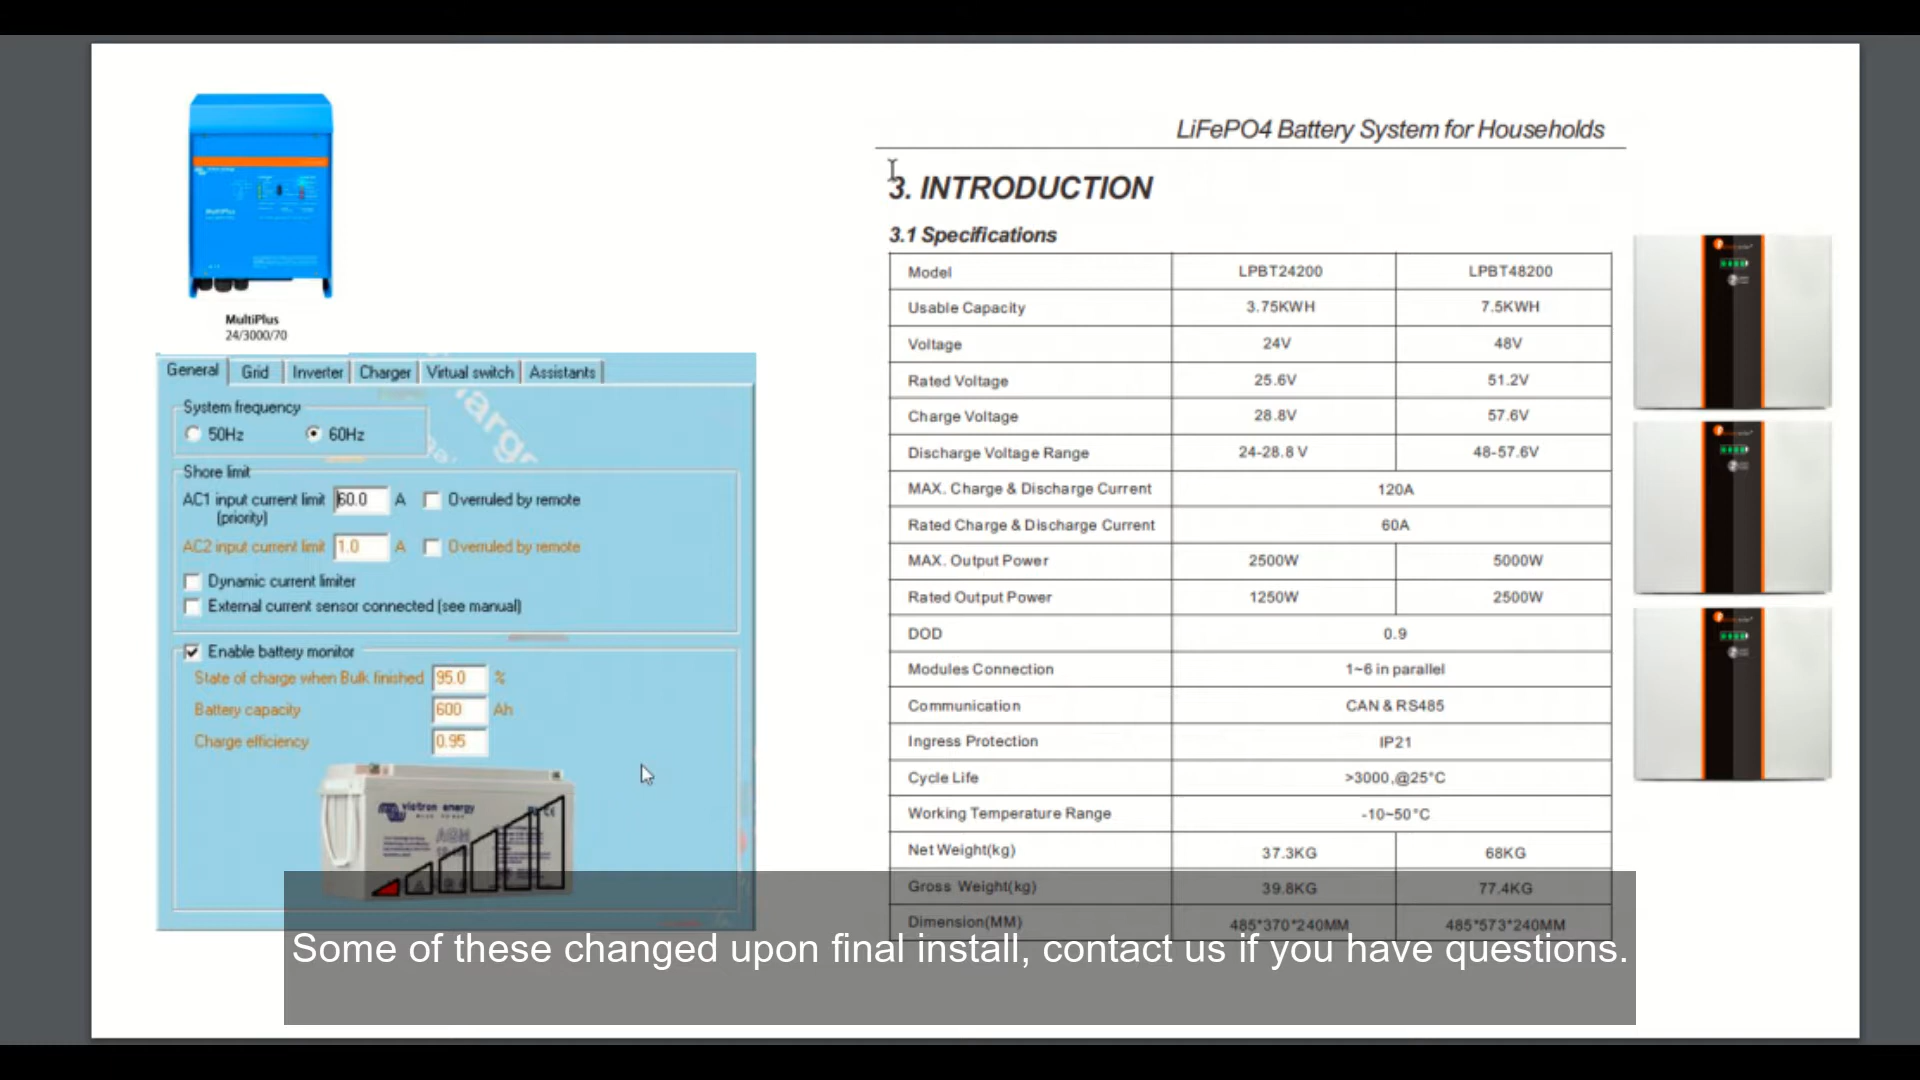 MultiPlus
24/3000/70
General Grid Inverter Charger Virtual switch Assistants
System frequency
50Hz 60Hz
Shore limit
AC1 input current limit 60.0 A Overruled by remote
(priority)
AC2 input current limit 1.0 A Overruled by remote
Dynamic current limiter
External current sensor connected (see manual)
Enable battery monitor
State of charge when Bulk finished 95.0 %
Battery capacity 600 Ah
Charge efficiency 0.95
victron energy
AGM
LiFePO4 Battery System for Households
3. INTRODUCTION
3.1 Specifications
Model LPBT24200 LPBT48200
Usable Capacity 3.75KWH 7.5KWH
Voltage 24V 48V
Rated Voltage 25.6V 51.2V
Charge Voltage 28.8V 57.6V
Discharge Voltage Range 24-28.8 V 48-57.6V
MAX. Charge & Discharge Current 120A
Rated Charge & Discharge Current 60A
MAX. Output Power 2500W 5000W
Rated Output Power 1250W 2500W
DOD 0.9
Modules Connection 1~6 in parallel
Communication CAN & RS485
Ingress Protection IP21
Cycle Life >3000,@25°C
Working Temperature Range -10~50°C
Net Weight(kg) 37.3KG 68KG
Gross Weight(kg) 39.8KG 77.4KG
Dimension(MM) 485*370*240MM 485*573*240MM
Some of these changed upon final install, contact us if you have questions.